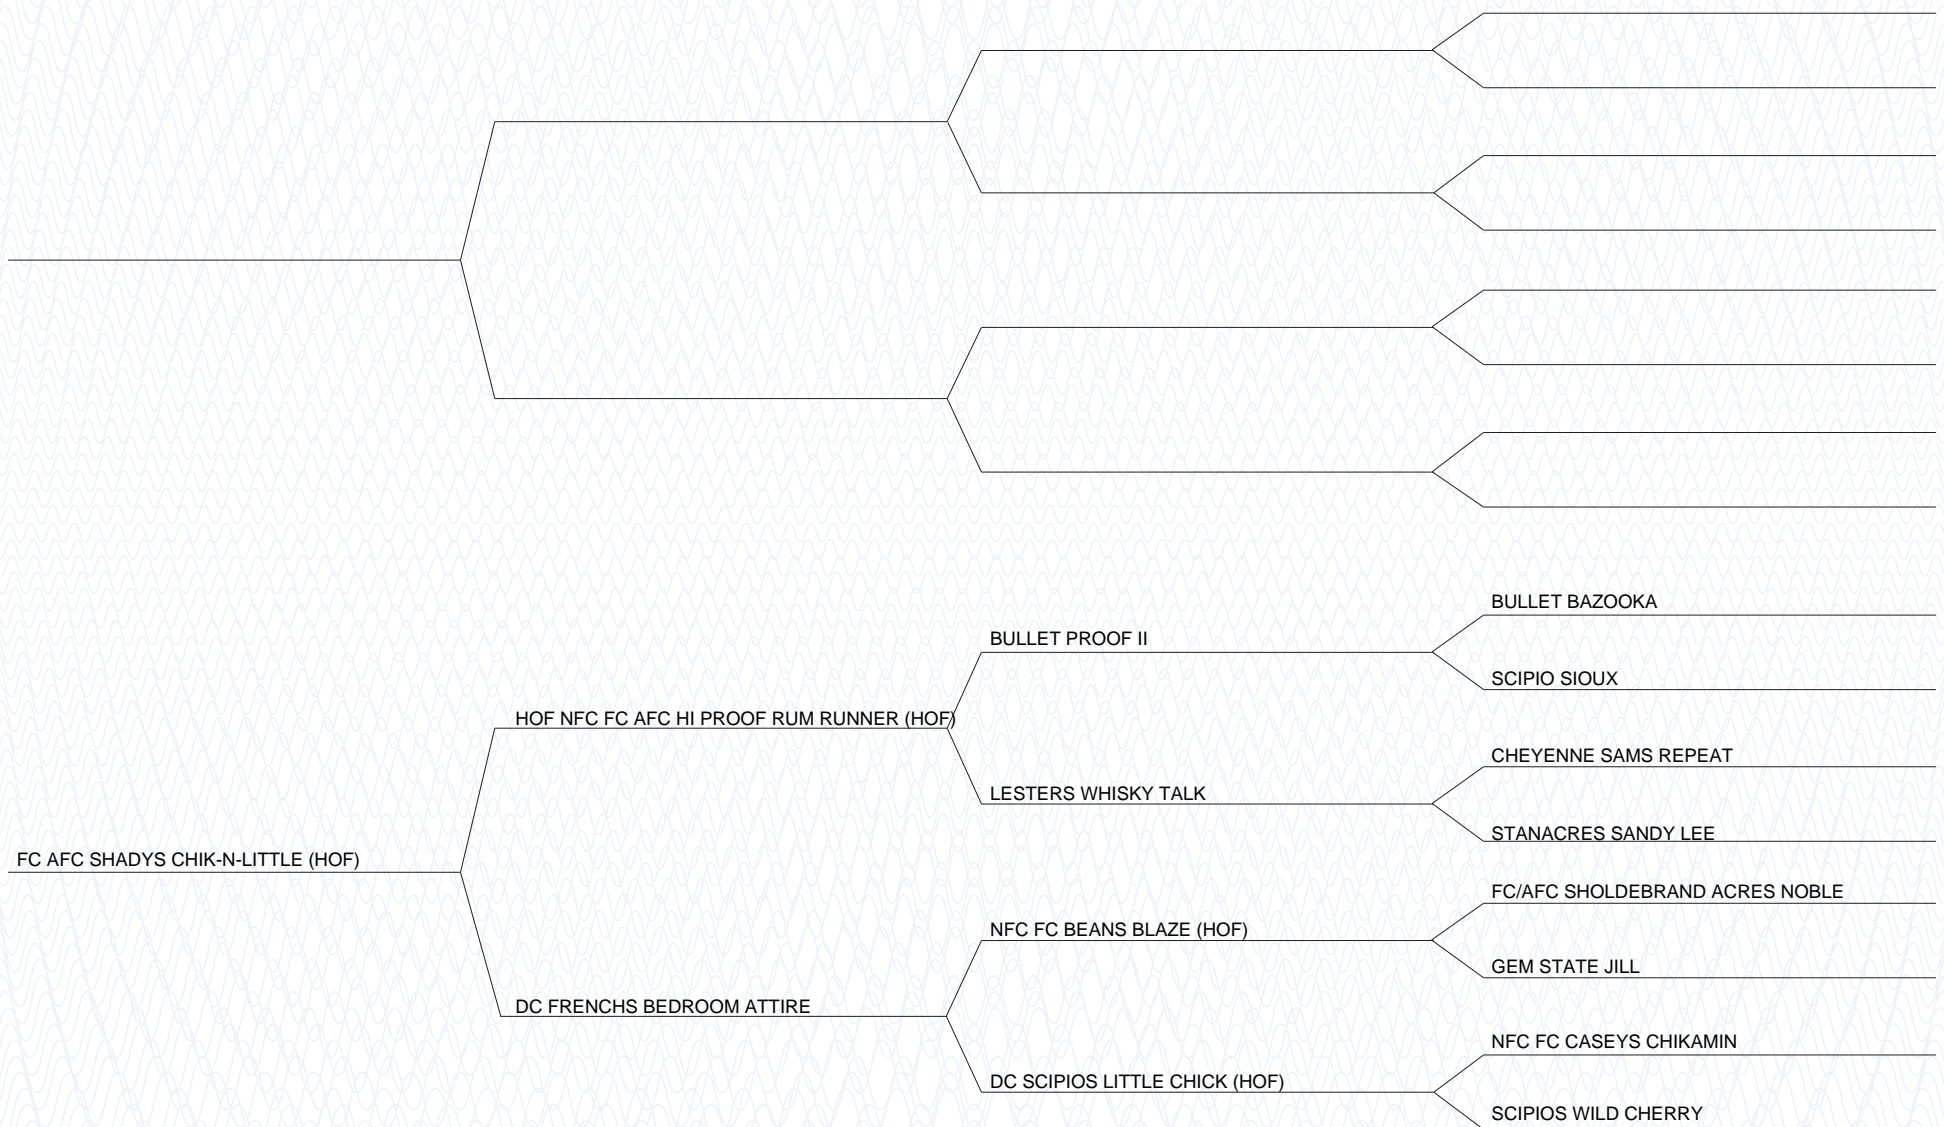 BULLET BAZOOKA
BULLET PROOF II
SCIPIO SIOUX
HOF NFC FC AFC HI PROOF RUM RUNNER (HOF)
CHEYENNE SAMS REPEAT
LESTERS WHISKY TALK
STANACRES SANDY LEE
FC AFC SHADYS CHIK-N-LITTLE (HOF)
FC/AFC SHOLDEBRAND ACRES NOBLE
NFC FC BEANS BLAZE (HOF)
GEM STATE JILL
DC FRENCHS BEDROOM ATTIRE
NFC FC CASEYS CHIKAMIN
DC SCIPIOS LITTLE CHICK (HOF)
SCIPIOS WILD CHERRY